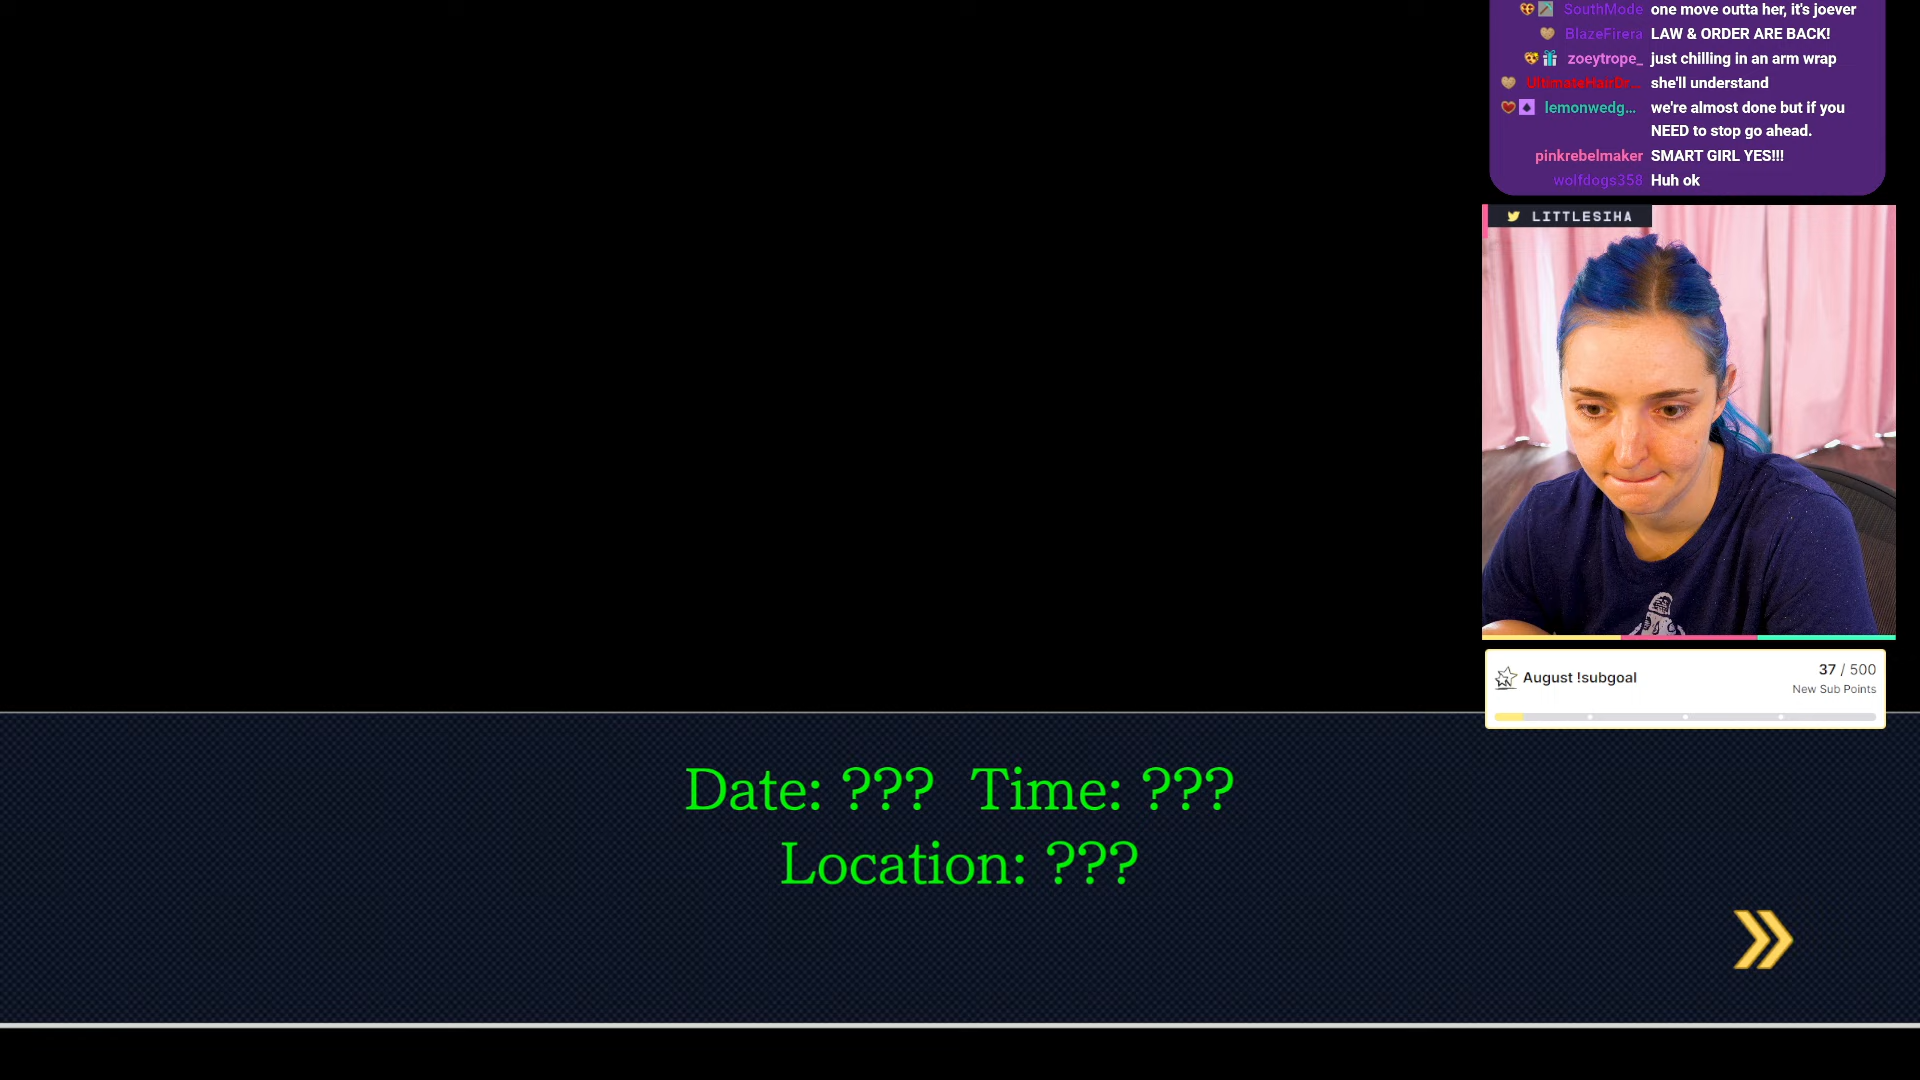 SouthMode one move outta her, it's joever
BlazeFirera LAW & ORDER ARE BACK!
zoeytrope_ just chilling in an arm wrap
UltimateHairDr... she'll understand
lemonwedg... we're almost done but if you
NEED to stop go ahead.
pinkrebelmaker SMART GIRL YES!!!
wolfdogs358 Huh ok
LITTLESIHA
August !subgoal
37 / 500
New Sub Points
Date: ??? Time: ???
Location: ???